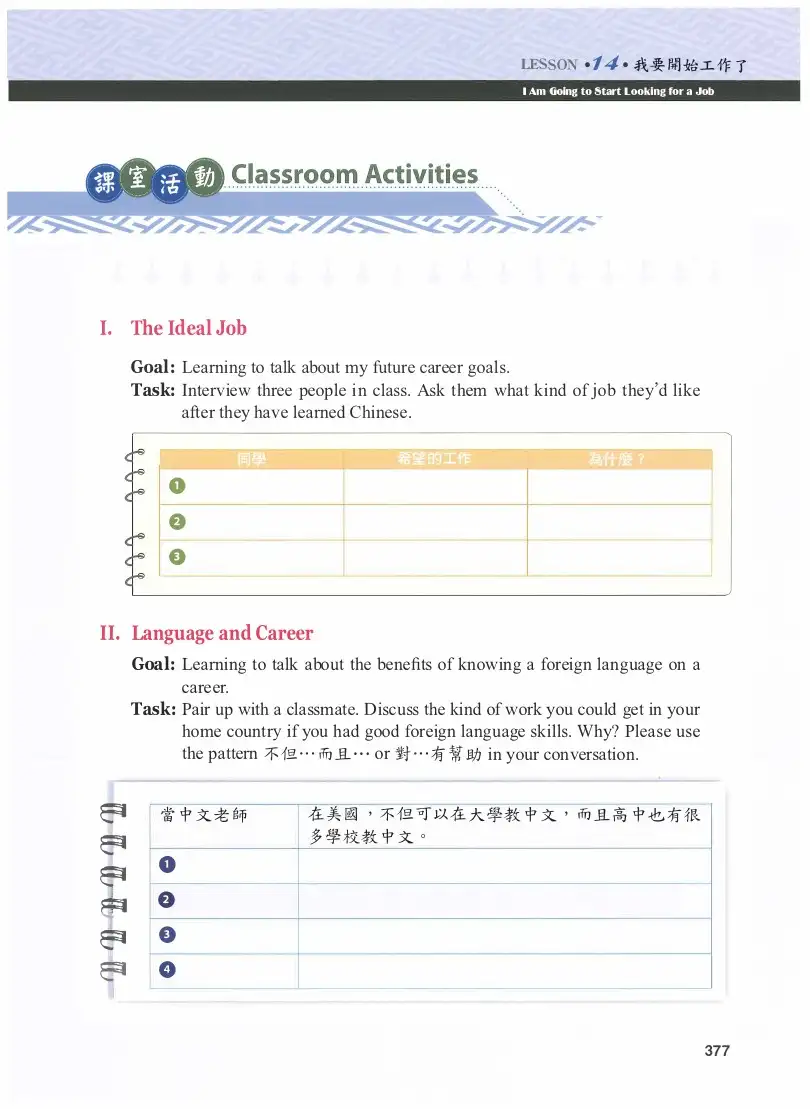 LESSON •14• 我要開始工作了
I Am Going to Start Looking for a Job
課室活動 Classroom Activities
I. The Ideal Job
Goal: Learning to talk about my future career goals.
Task: Interview three people in class. Ask them what kind of job they'd like
after they have learned Chinese.
同學 希望的工作 為什麼？
1
2
3
II. Language and Career
Goal: Learning to talk about the benefits of knowing a foreign language on a
career.
Task: Pair up with a classmate. Discuss the kind of work you could get in your
home country if you had good foreign language skills. Why? Please use
the pattern 不但…而且… or 對…有幫助 in your conversation.
當中文老師 在美國，不但可以在大學教中文，而且高中也有很
多學校教中文。
1
2
3
4
377